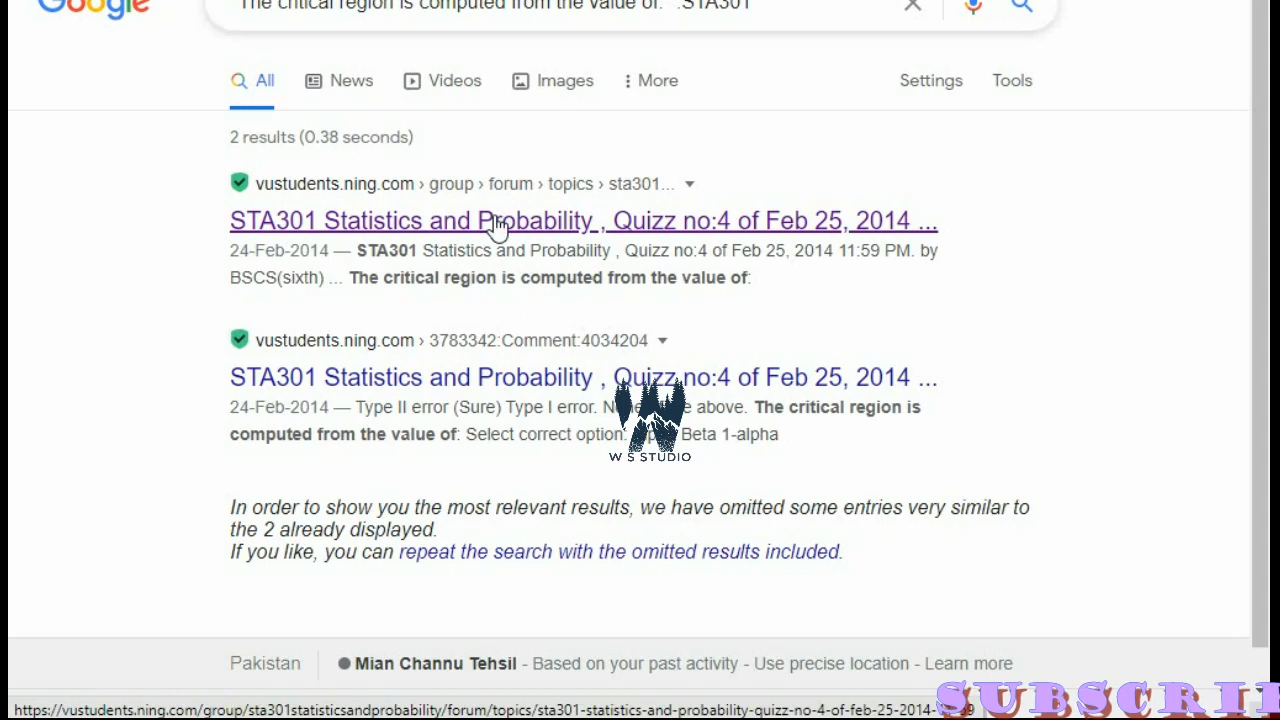 Google
The critical region is computed from the value of:" .STA301
All News Videos Images More Settings Tools
2 results (0.38 seconds)
vustudents.ning.com › group › forum › topics › sta301...
STA301 Statistics and Probability , Quizz no:4 of Feb 25, 2014 ...
24-Feb-2014 — STA301 Statistics and Probability , Quizz no:4 of Feb 25, 2014 11:59 PM. by
BSCS(sixth) ... The critical region is computed from the value of:
vustudents.ning.com › 3783342:Comment:4034204
STA301 Statistics and Probability , Quizz no:4 of Feb 25, 2014 ...
24-Feb-2014 — Type II error (Sure) Type I error. above. The critical region is
computed from the value of: Select correct option: Beta 1-alpha
W S STUDIO
In order to show you the most relevant results, we have omitted some entries very similar to
the 2 already displayed.
If you like, you can repeat the search with the omitted results included.
Pakistan Mian Channu Tehsil - Based on your past activity - Use precise location - Learn more
SUBSCRI
https://vustudents.ning.com/group/sta301statisticsandprobability/forum/topics/sta301-statistics-and-probability-quizz-no-4-of-feb-25-2014-